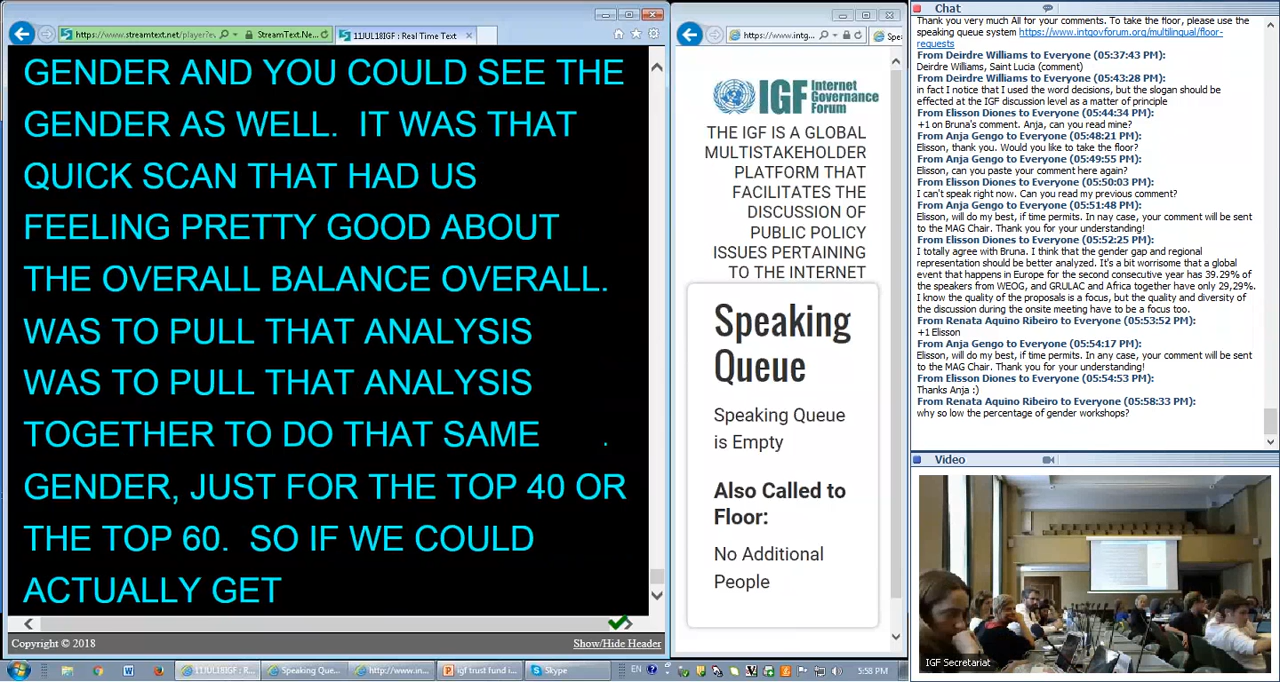 https://www.streamtext.net/player?ev
StreamText.Ne...
11JUL18IGF : Real Time Text
GENDER AND YOU COULD SEE THE
GENDER AS WELL.  IT WAS THAT
QUICK SCAN THAT HAD US
FEELING PRETTY GOOD ABOUT
THE OVERALL BALANCE OVERALL.
WAS TO PULL THAT ANALYSIS
WAS TO PULL THAT ANALYSIS
TOGETHER TO DO THAT SAME .
GENDER, JUST FOR THE TOP 40 OR
THE TOP 60.  SO IF WE COULD
ACTUALLY GET
Copyright © 2018
Show/Hide Header
https://www.intg
Spea
IGF Internet
Governance
Forum
THE IGF IS A GLOBAL
MULTISTAKEHOLDER
PLATFORM THAT
FACILITATES THE
DISCUSSION OF
PUBLIC POLICY
ISSUES PERTAINING
TO THE INTERNET
Speaking
Queue
Speaking Queue
is Empty
Also Called to
Floor:
No Additional
People
Chat
Thank you very much All for your comments. To take the floor, please use the
speaking queue system https://www.intgovforum.org/multilingual/floor-
requests
From Deirdre Williams to Everyone (05:37:43 PM):
Deirdre Williams, Saint Lucia (comment)
From Deirdre Williams to Everyone (05:43:28 PM):
in fact I notice that I used the word decisions, but the slogan should be
effected at the IGF discussion level as a matter of principle
From Elisson Diones to Everyone (05:44:34 PM):
+1 on Bruna's comment. Anja, can you read mine?
From Anja Gengo to Everyone (05:48:21 PM):
Elisson, thank you. Would you like to take the floor?
From Anja Gengo to Everyone (05:49:55 PM):
Elisson, can you paste your comment here again?
From Elisson Diones to Everyone (05:50:03 PM):
I can't speak right now. Can you read my previous comment?
From Anja Gengo to Everyone (05:51:48 PM):
Elisson, will do my best, if time permits. In nay case, your comment will be sent
to the MAG Chair. Thank you for your understanding!
From Elisson Diones to Everyone (05:52:25 PM):
I totally agree with Bruna. I think that the gender gap and regional
representation should be better analyzed. It's a bit worrisome that a global
event that happens in Europe for the second consecutive year has 39.29% of
the speakers from WEOG, and GRULAC and Africa together have only 29,29%.
I know the quality of the proposals is a focus, but the quality and diversity of
the discussion during the onsite meeting have to be a focus too.
From Renata Aquino Ribeiro to Everyone (05:53:52 PM):
+1 Elisson
From Anja Gengo to Everyone (05:54:17 PM):
Elisson, will do my best, if time permits. In any case, your comment will be sent
to the MAG Chair. Thank you for your understanding!
From Elisson Diones to Everyone (05:54:53 PM):
Thanks Anja :)
From Renata Aquino Ribeiro to Everyone (05:58:33 PM):
why so low the percentage of gender workshops?
Video
IGF Secretariat
11JUL18IGF : R...
Speaking Que...
http://www.in...
igf trust fund i...
Skype
EN
5:58 PM